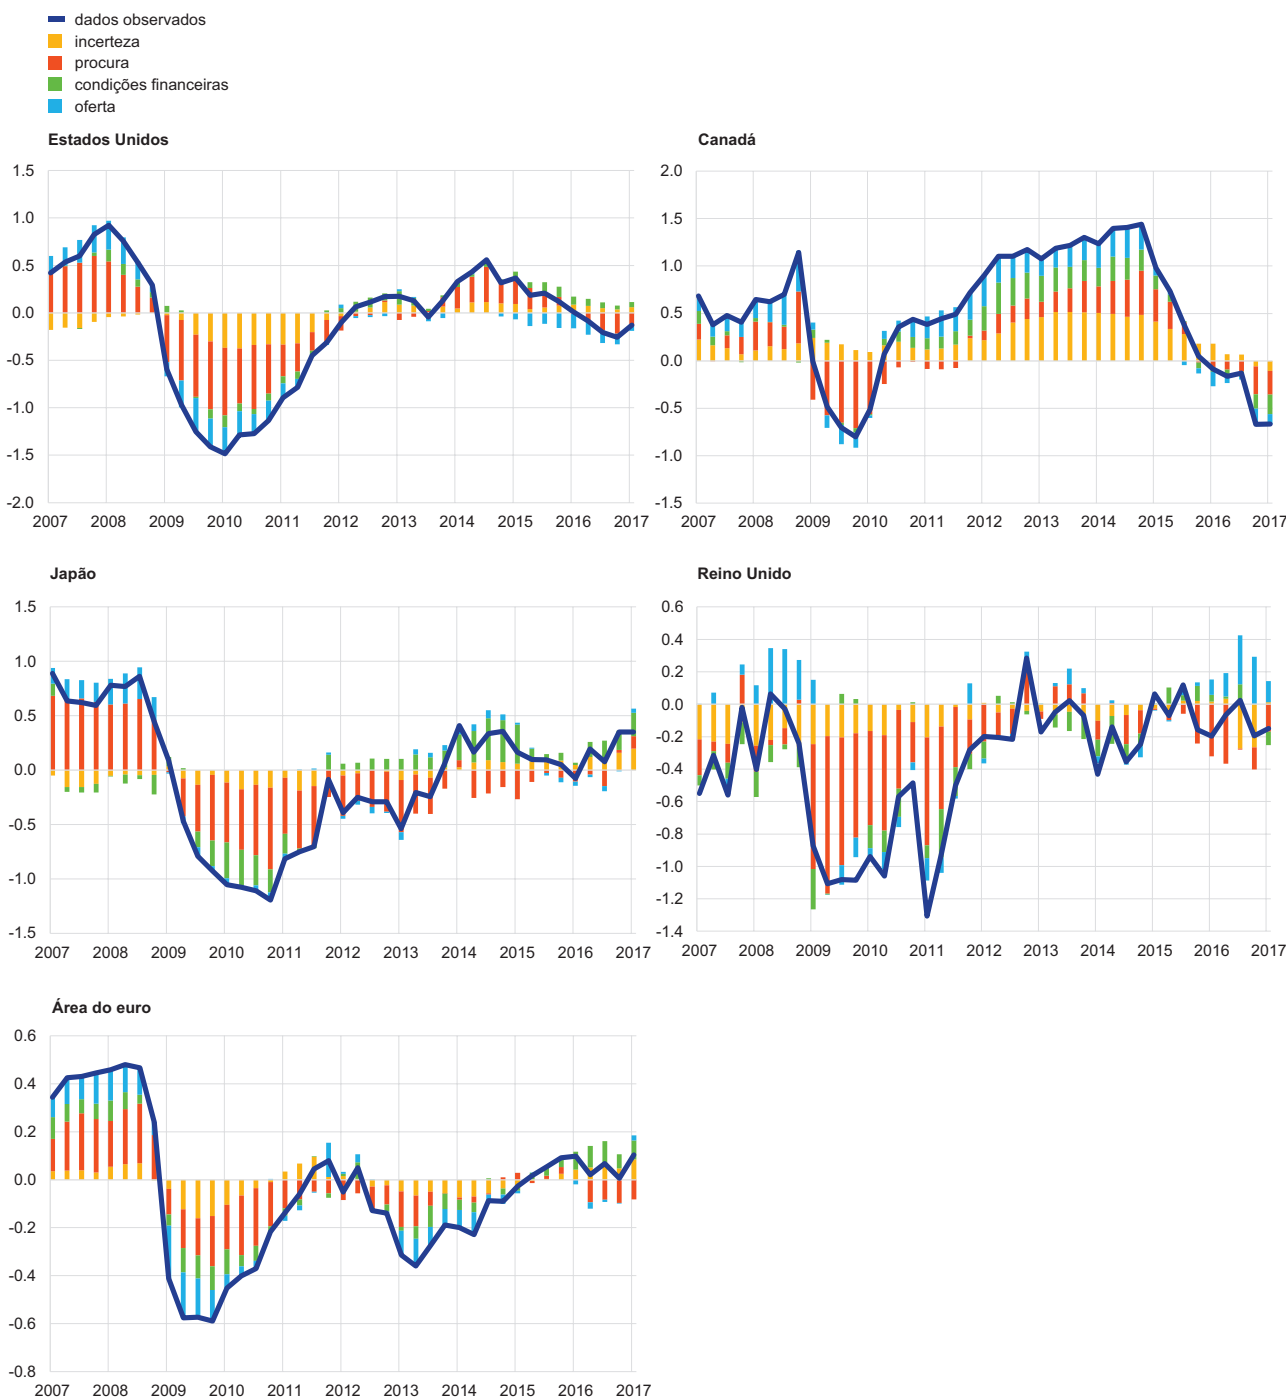 dados observados
incerteza
procura
condições financeiras
oferta
Estados Unidos
1.5
1.0
0.5
0.0
-0.5
-1.0
-1.5
-2.0
2007 2008 2009 2010 2011 2012 2013 2014 2015 2016 2017
Canadá
2.0
1.5
1.0
0.5
0.0
-0.5
-1.0
-1.5
2007 2008 2009 2010 2011 2012 2013 2014 2015 2016 2017
Japão
1.5
1.0
0.5
0.0
-0.5
-1.0
-1.5
2007 2008 2009 2010 2011 2012 2013 2014 2015 2016 2017
Reino Unido
0.6
0.4
0.2
-0.0
-0.2
-0.4
-0.6
-0.8
-1.0
-1.2
-1.4
2007 2008 2009 2010 2011 2012 2013 2014 2015 2016 2017
Área do euro
0.6
0.4
0.2
0.0
-0.2
-0.4
-0.6
-0.8
2007 2008 2009 2010 2011 2012 2013 2014 2015 2016 2017